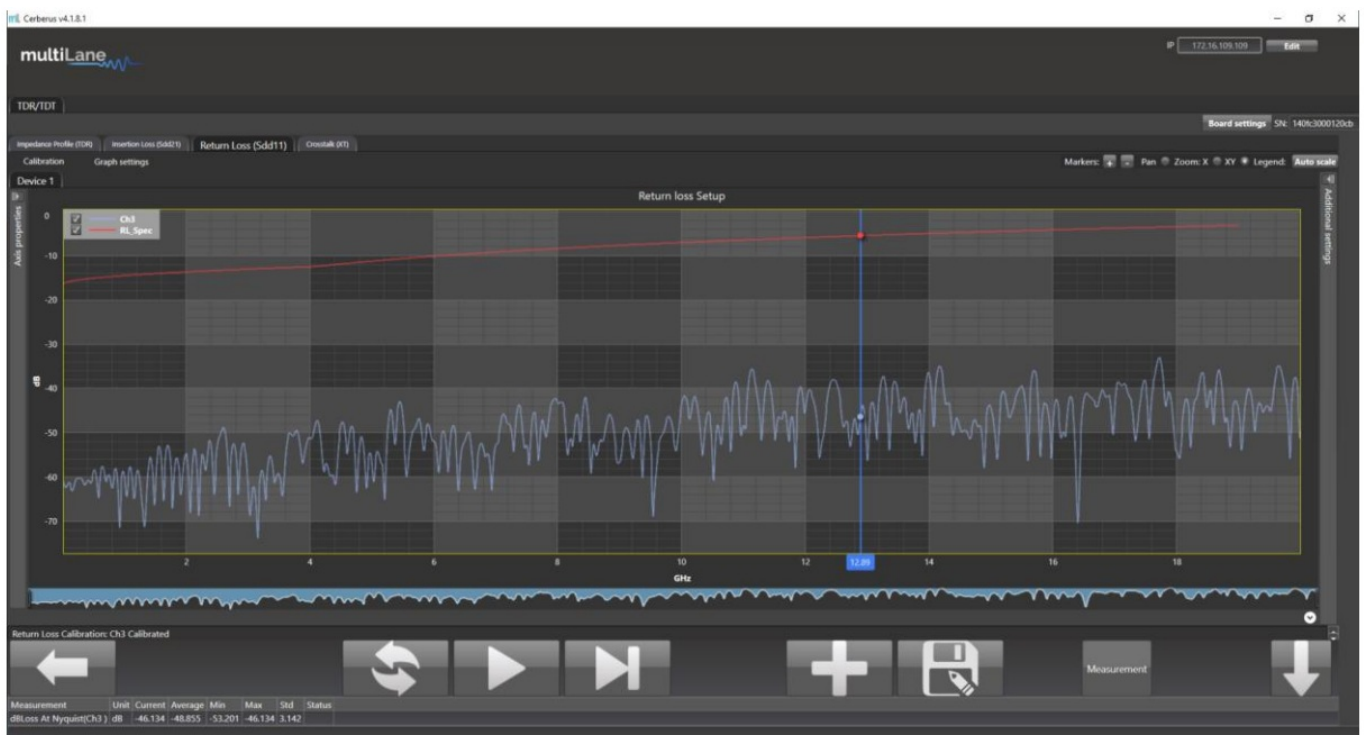 mIL Cerberus v4.1.8.1
multiLane
IP 172.16.109.109 Edit
TDR/TDT
Board settings SN: 140fc3000120cb
Impedance Profile (TDR) Insertion Loss (Sdd21) Return Loss (Sdd11) Crosstalk (XT)
Calibration Graph settings Markers: + - Pan Zoom: X XY Legend: Auto scale
Device 1
Return loss Setup
Axis properties
Additional settings
Ch3
RL_Spec
0
-10
-20
-30
dB
-40
-50
-60
-70
2 4 6 8 10 12 12.89 14 16 18
GHz
Return Loss Calibration: Ch3 Calibrated
Measurement
Measurement Unit Current Average Min Max Std Status
dBLoss At Nyquist(Ch3 ) dB -46.134 -48.855 -53.201 -46.134 3.142